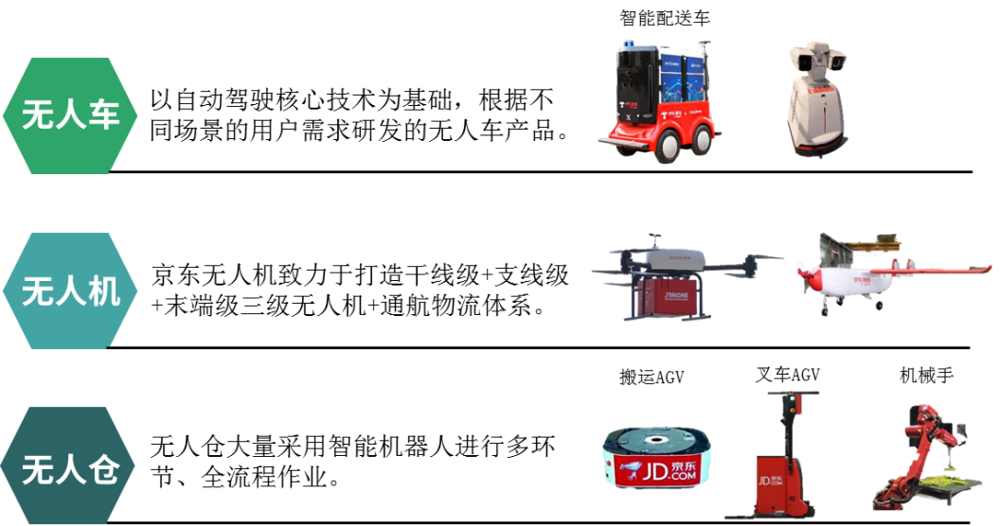 智能配送车
无人车
以自动驾驶核心技术为基础，根据不
同场景的用户需求研发的无人车产品。
无人机
京东无人机致力于打造干线级+支线级
+末端级三级无人机+通航物流体系。
JDRONE
搬运AGV
叉车AGV
机械手
无人仓
无人仓大量采用智能机器人进行多环
节、全流程作业。
JD.京东
.COM
JD.京东
.COM